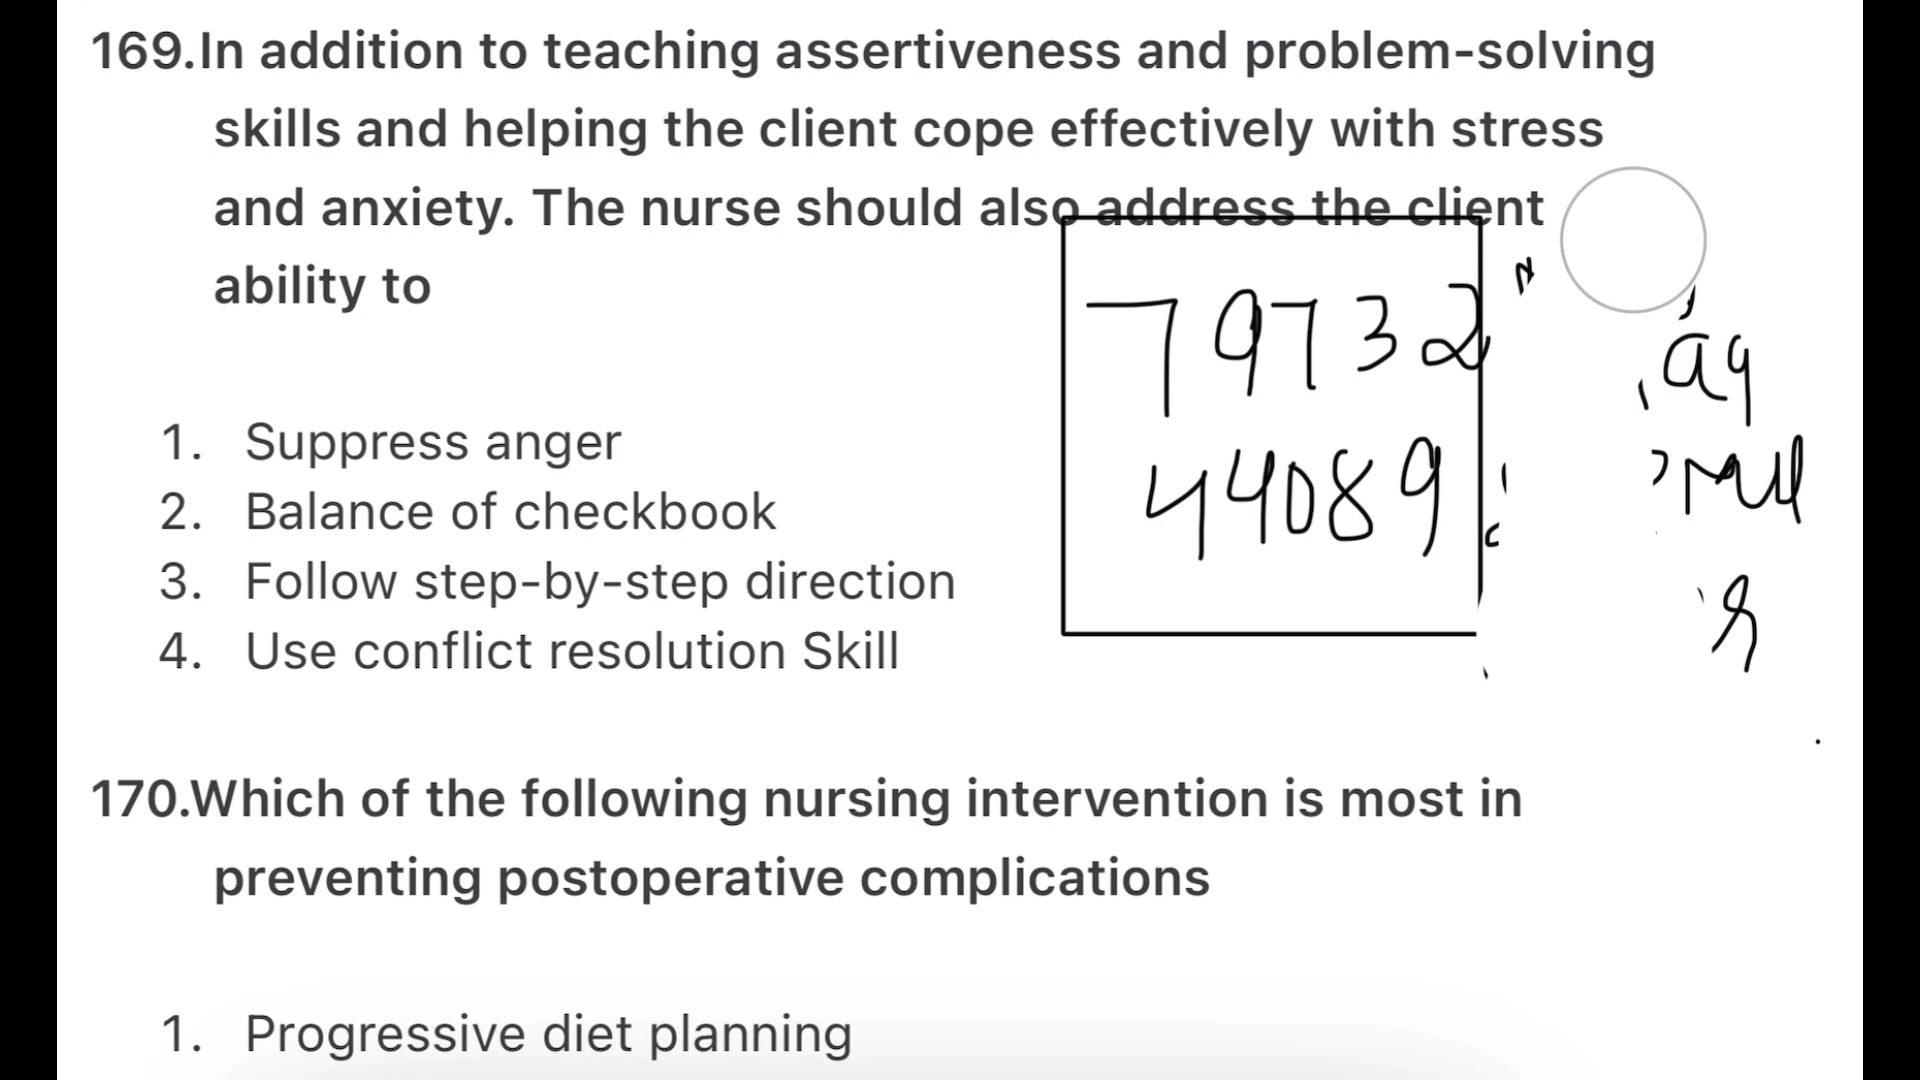 169.In addition to teaching assertiveness and problem-solving
skills and helping the client cope effectively with stress
and anxiety. The nurse should also address the client
ability to
79732
44089
1. Suppress anger
2. Balance of checkbook
3. Follow step-by-step direction
4. Use conflict resolution Skill
170.Which of the following nursing intervention is most in
preventing postoperative complications
1. Progressive diet planning